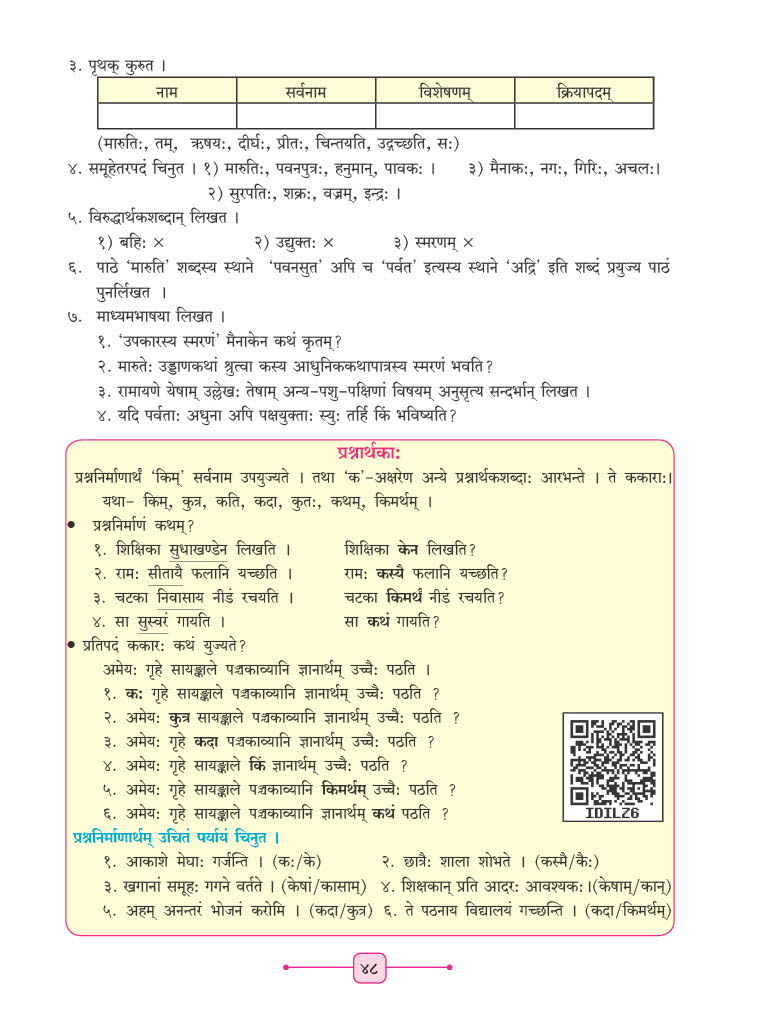 ३. पृथक् कुरुत ।
नाम सर्वनाम विशेषणम् क्रियापदम्
(मारुतिः, तम्, ऋषयः, दीर्घः, प्रीतः, चिन्तयति, उद्गच्छति, सः)
४. समूहेतरपदं चिनुत । १) मारुतिः, पवनपुत्रः, हनुमान्, पावकः । ३) मैनाकः, नगः, गिरिः, अचलः।
२) सुरपतिः, शक्रः, वज्रम्, इन्द्रः ।
५. विरुद्धार्थकशब्दान् लिखत ।
१) बहिः × २) उद्युक्तः × ३) स्मरणम् ×
६. पाठे ‘मारुति’ शब्दस्य स्थाने ‘पवनसुत’ अपि च ‘पर्वत’ इत्यस्य स्थाने ‘अद्रि’ इति शब्दं प्रयुज्य पाठं
पुनर्लिखत ।
७. माध्यमभाषया लिखत ।
१. ‘उपकारस्य स्मरणं’ मैनाकेन कथं कृतम्?
२. मारुतेः उड्डाणकथां श्रुत्वा कस्य आधुनिककथापात्रस्य स्मरणं भवति?
३. रामायणे येषाम् उल्लेखः तेषाम् अन्य-पशु-पक्षिणां विषयम् अनुसृत्य सन्दर्भान् लिखत ।
४. यदि पर्वताः अधुना अपि पक्षयुक्ताः स्युः तर्हि किं भविष्यति?
प्रश्नार्थकाः
प्रश्ननिर्माणार्थं ‘किम्’ सर्वनाम उपयुज्यते । तथा ‘क’-अक्षरेण अन्ये प्रश्नार्थकशब्दाः आरभन्ते । ते ककाराः।
यथा- किम्, कुत्र, कति, कदा, कुतः, कथम्, किमर्थम् ।
• प्रश्ननिर्माणं कथम्?
१. शिक्षिका सुधाखण्डेन लिखति । शिक्षिका केन लिखति?
२. रामः सीतायै फलानि यच्छति । रामः कस्यै फलानि यच्छति?
३. चटका निवासाय नीडं रचयति । चटका किमर्थं नीडं रचयति?
४. सा सुस्वरं गायति । सा कथं गायति?
• प्रतिपदं ककारः कथं युज्यते?
अमेयः गृहे सायङ्काले पञ्चकाव्यानि ज्ञानार्थम् उच्चैः पठति ।
१. कः गृहे सायङ्काले पञ्चकाव्यानि ज्ञानार्थम् उच्चैः पठति ?
२. अमेयः कुत्र सायङ्काले पञ्चकाव्यानि ज्ञानार्थम् उच्चैः पठति ?
३. अमेयः गृहे कदा पञ्चकाव्यानि ज्ञानार्थम् उच्चैः पठति ?
४. अमेयः गृहे सायङ्काले किं ज्ञानार्थम् उच्चैः पठति ?
५. अमेयः गृहे सायङ्काले पञ्चकाव्यानि किमर्थम् उच्चैः पठति ?
६. अमेयः गृहे सायङ्काले पञ्चकाव्यानि ज्ञानार्थम् कथं पठति ?
IDILZ6
प्रश्ननिर्माणार्थम् उचितं पर्यायं चिनुत ।
१. आकाशे मेघाः गर्जन्ति । (कः/के) २. छात्रैः शाला शोभते । (कस्मै/कैः)
३. खगानां समूहः गगने वर्तते । (केषां/कासाम्) ४. शिक्षकान् प्रति आदरः आवश्यकः।(केषाम्/कान्)
५. अहम् अनन्तरं भोजनं करोमि । (कदा/कुत्र) ६. ते पठनाय विद्यालयं गच्छन्ति । (कदा/किमर्थम्)
४८